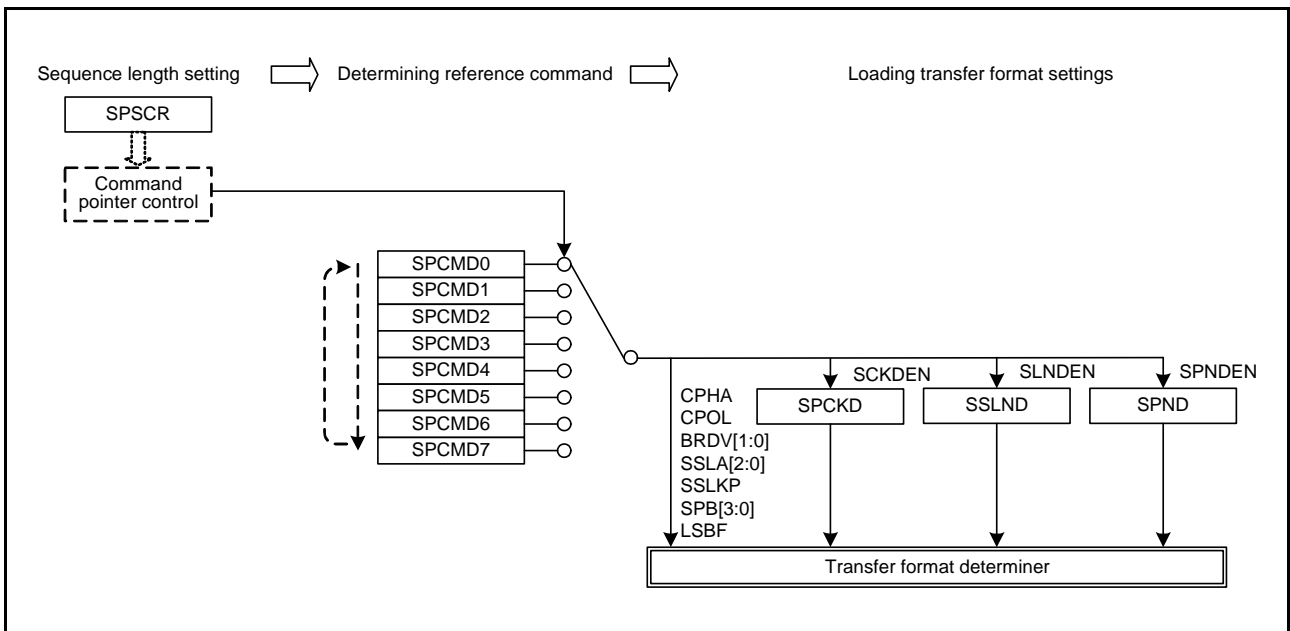 Sequence length setting
Determining reference command
Loading transfer format settings
SPSCR
Command
pointer control
SPCMD0
SPCMD1
SPCMD2
SPCMD3
SPCMD4
SPCMD5
SPCMD6
SPCMD7
CPHA
CPOL
BRDV[1:0]
SSLA[2:0]
SSLKP
SPB[3:0]
LSBF
SCKDEN
SPCKD
SLNDEN
SSLND
SPNDEN
SPND
Transfer format determiner